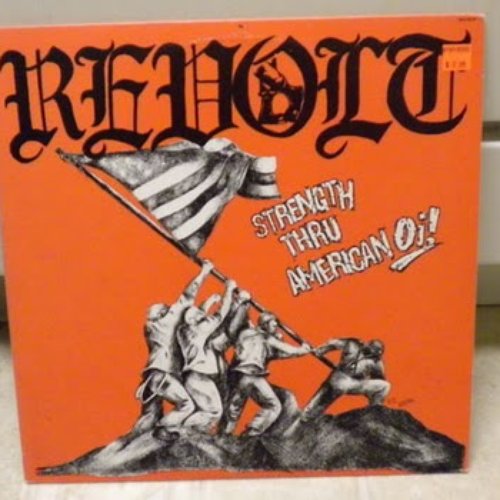 REVOLT
STRENGTH
THRU
AMERICAN Oi!